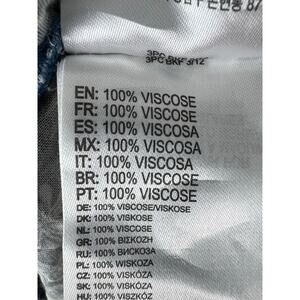 EN: 100% VISCOSE
FR: 100% VISCOSE
ES: 100% VISCOSA
MX: 100% VISCOSA
IT: 100% VISCOSA
BR: 100% VISCOSE
PT: 100% VISCOSE
DE: 100% VISCOSE/VISKOSE
DK: 100% VISKOSE
NL: 100% VISCOSE
GR: 100% ΒΙΣΚΟΖΗ
RU: 100% ВИСКОЗА
PL: 100% WISKOZA
CZ: 100% VISKÓZA
SK: 100% VISKÓZA
HU: 100% VISZKÓZ